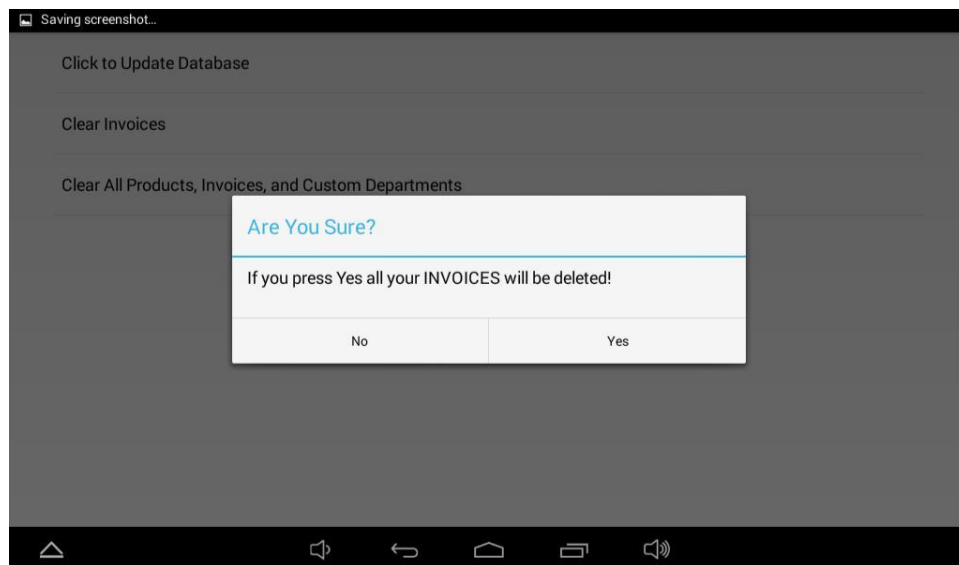 Saving screenshot...
Click to Update Database
Clear Invoices
Clear All Products, Invoices, and Custom Departments
Are You Sure?
If you press Yes all your INVOICES will be deleted!
No
Yes